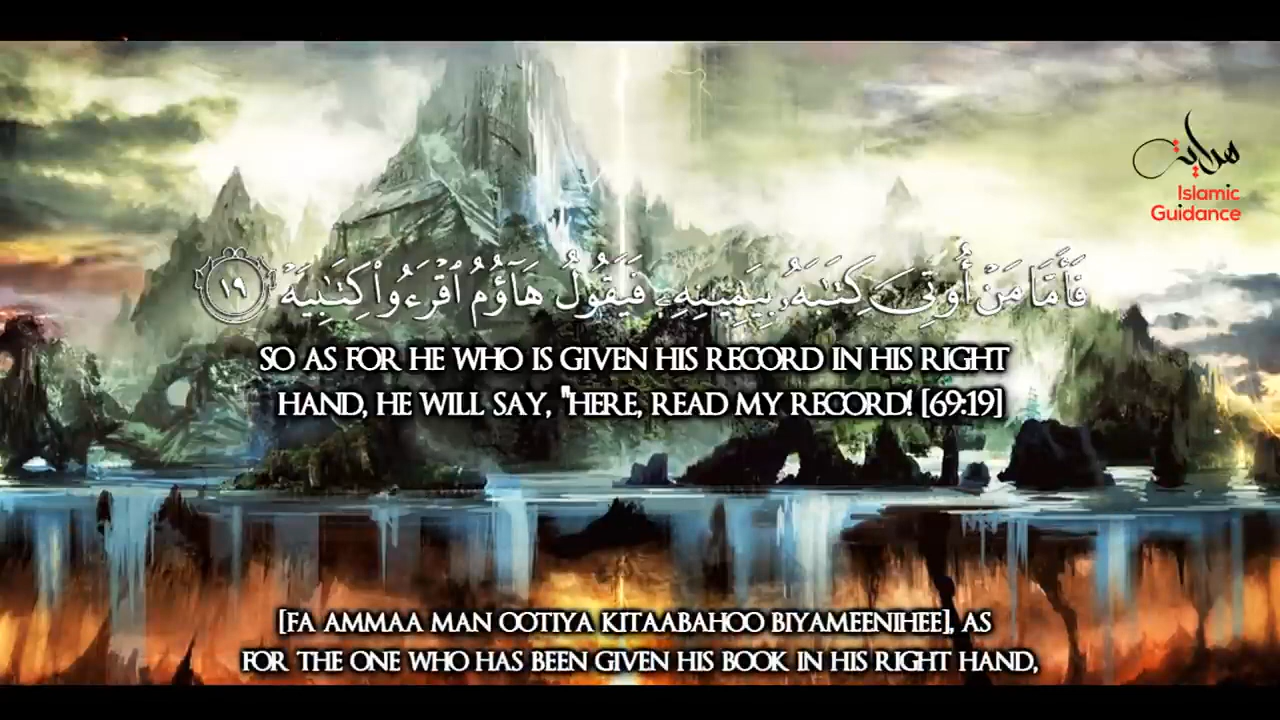 هداية
Islamic
Guidance
فَأَمَّا مَنْ أُوتِىَ كِتَـٰبَهُۥ بِيَمِينِهِۦ فَيَقُولُ هَآؤُمُ ٱقْرَءُوا۟ كِتَـٰبِيَهْ ١٩
SO AS FOR HE WHO IS GIVEN HIS RECORD IN HIS RIGHT
HAND, HE WILL SAY, "HERE, READ MY RECORD! [69:19]
[FA AMMAA MAN OOTIYA KITAABAHOO BIYAMEENIHEE], AS
FOR THE ONE WHO HAS BEEN GIVEN HIS BOOK IN HIS RIGHT HAND,